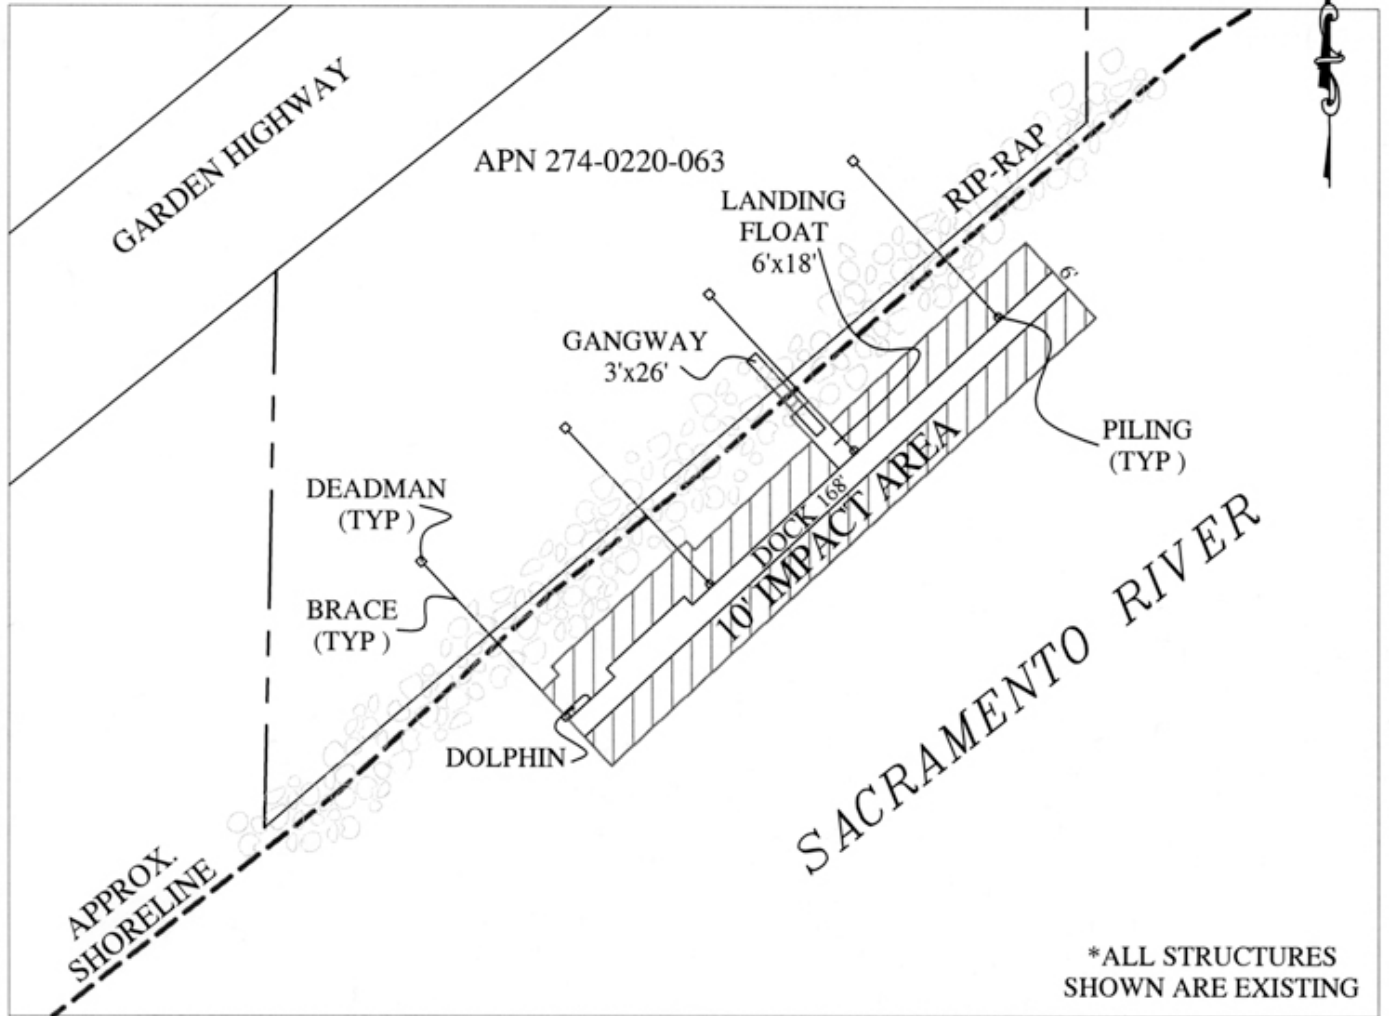 GARDEN HIGHWAY
APN 274-0220-063
RIP-RAP
LANDING
FLOAT
6'x18'
6'
GANGWAY
3'x26'
PILING
(TYP )
DEADMAN
(TYP )
DOCK 168'
10' IMPACT AREA
BRACE
(TYP )
DOLPHIN
SACRAMENTO RIVER
APPROX.
SHORELINE
*ALL STRUCTURES
SHOWN ARE EXISTING